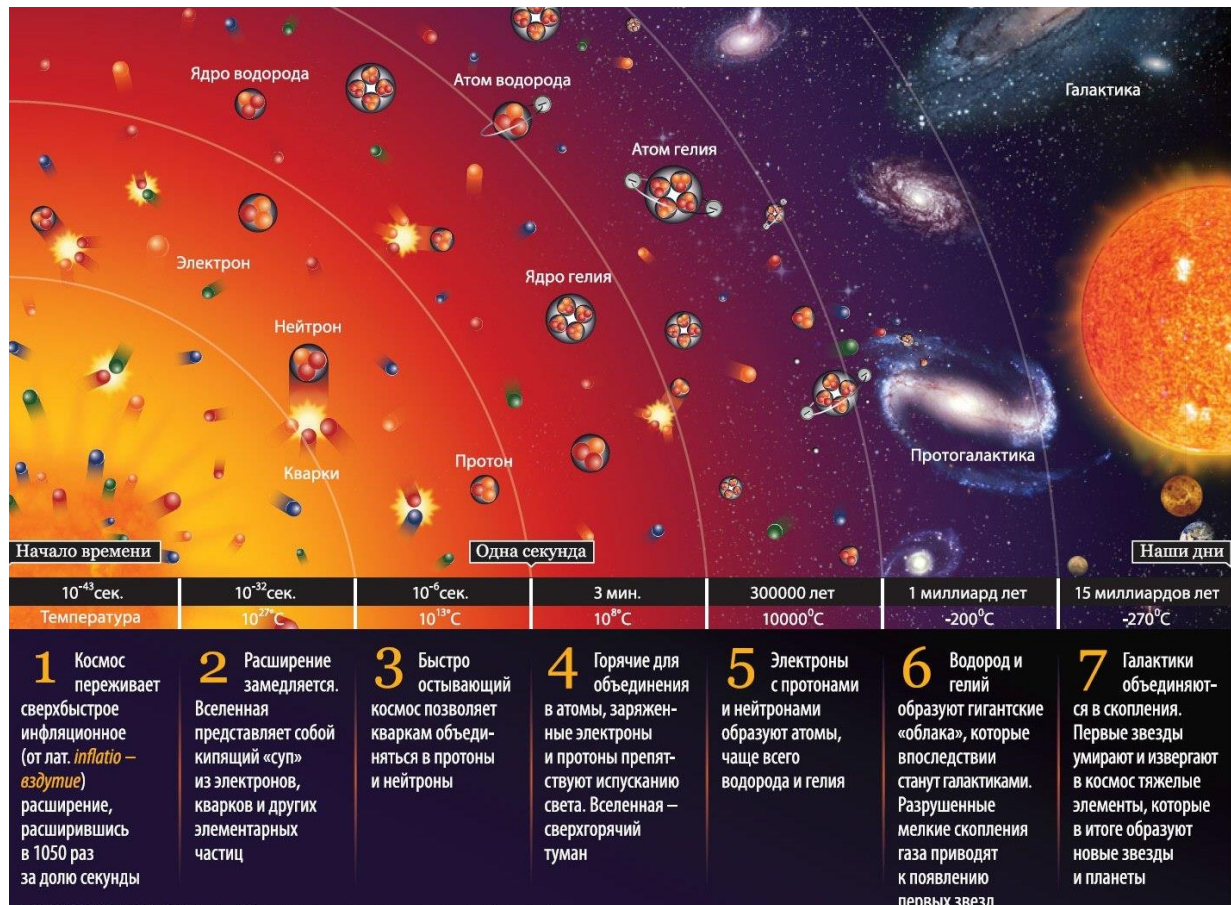 Ядро водорода
Атом водорода
Галактика
Атом гелия
Электрон
Ядро гелия
Нейтрон
Кварки
Протон
Протогалактика
Начало времени
Одна секунда
Наши дни
10⁻⁴³сек.
10⁻³²сек.
10⁻⁶сек.
3 мин.
300000 лет
1 миллиард лет
15 миллиардов лет
Температура
10²⁷°C
10¹³°C
10⁸°C
10000⁰C
-200⁰C
-270⁰C
1 Космос
переживает
сверхбыстрое
инфляционное
(от лат. inflatio –
вздутие)
расширение,
расширившись
в 1050 раз
за долю секунды
2 Расширение
замедляется.
Вселенная
представляет собой
кипящий «суп»
из электронов,
кварков и других
элементарных
частиц
3 Быстро
остывающий
космос позволяет
кваркам объеди-
няться в протоны
и нейтроны
4 Горячие для
объединения
в атомы, заряжен-
ные электроны
и протоны препят-
ствуют испусканию
света. Вселенная –
сверхгорячий
туман
5 Электроны
с протонами
и нейтронами
образуют атомы,
чаще всего
водорода и гелия
6 Водород и
гелий
образуют гигантские
«облака», которые
впоследствии
станут галактиками.
Разрушенные
мелкие скопления
газа приводят
к появлению
первых звезд
7 Галактики
объединяют-
ся в скопления.
Первые звезды
умирают и извергают
в космос тяжелые
элементы, которые
в итоге образуют
новые звезды
и планеты